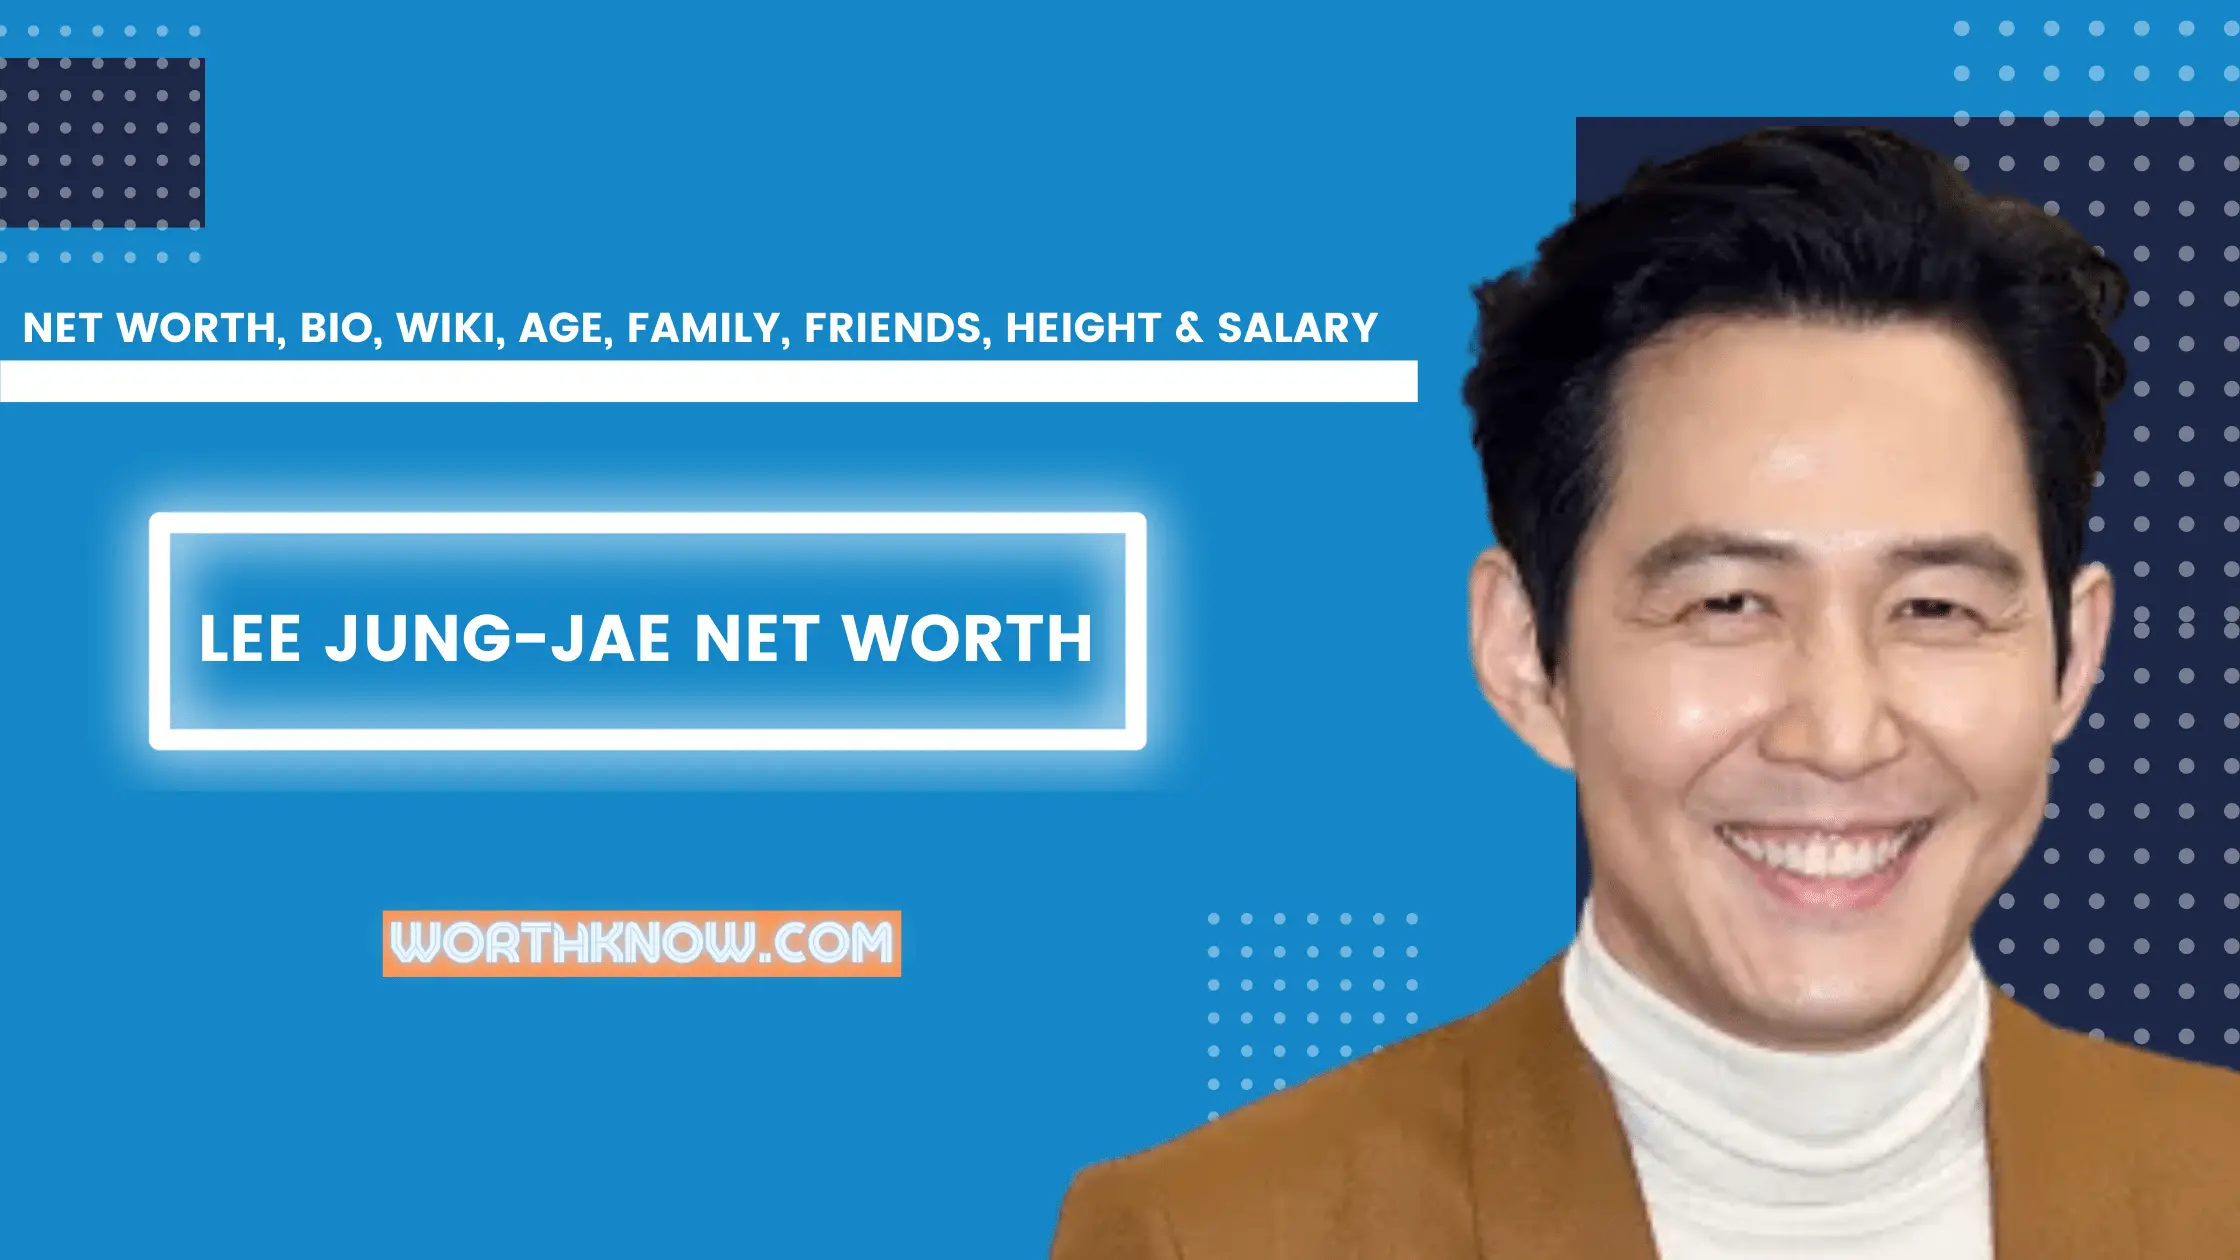 NET WORTH, BIO, WIKI, AGE, FAMILY, FRIENDS, HEIGHT & SALARY
LEE JUNG-JAE NET WORTH
WORTHKNOW.COM